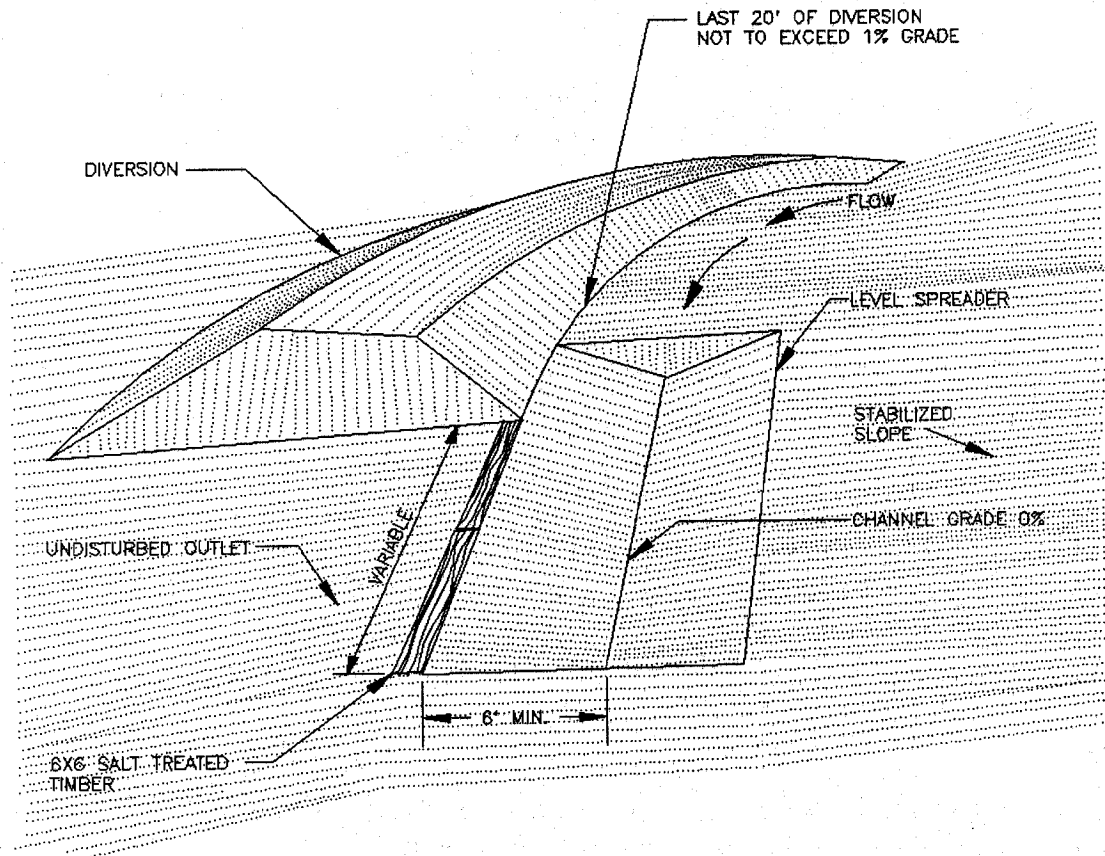 LAST 20' OF DIVERSION
NOT TO EXCEED 1% GRADE
DIVERSION
FLOW
LEVEL SPREADER
STABILIZED
SLOPE
CHANNEL GRADE 0%
UNDISTURBED OUTLET
VARIABLE
6' MIN.
6X6 SALT TREATED
TIMBER